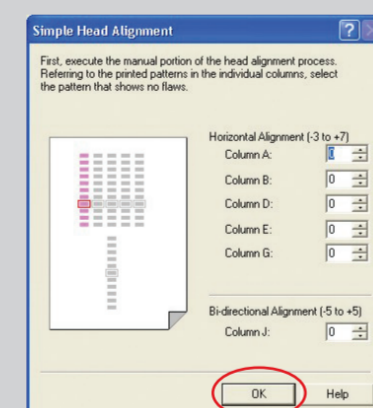 Simple Head Alignment
First, execute the manual portion of the head alignment process.
Referring to the printed patterns in the individual columns, select
the pattern that shows no flaws.
Horizontal Alignment (-3 to +7)
Column A: 0
Column B: 0
Column D: 0
Column E: 0
Column G: 0
Bi-directional Alignment (-5 to +5)
Column J: 0
OK Help